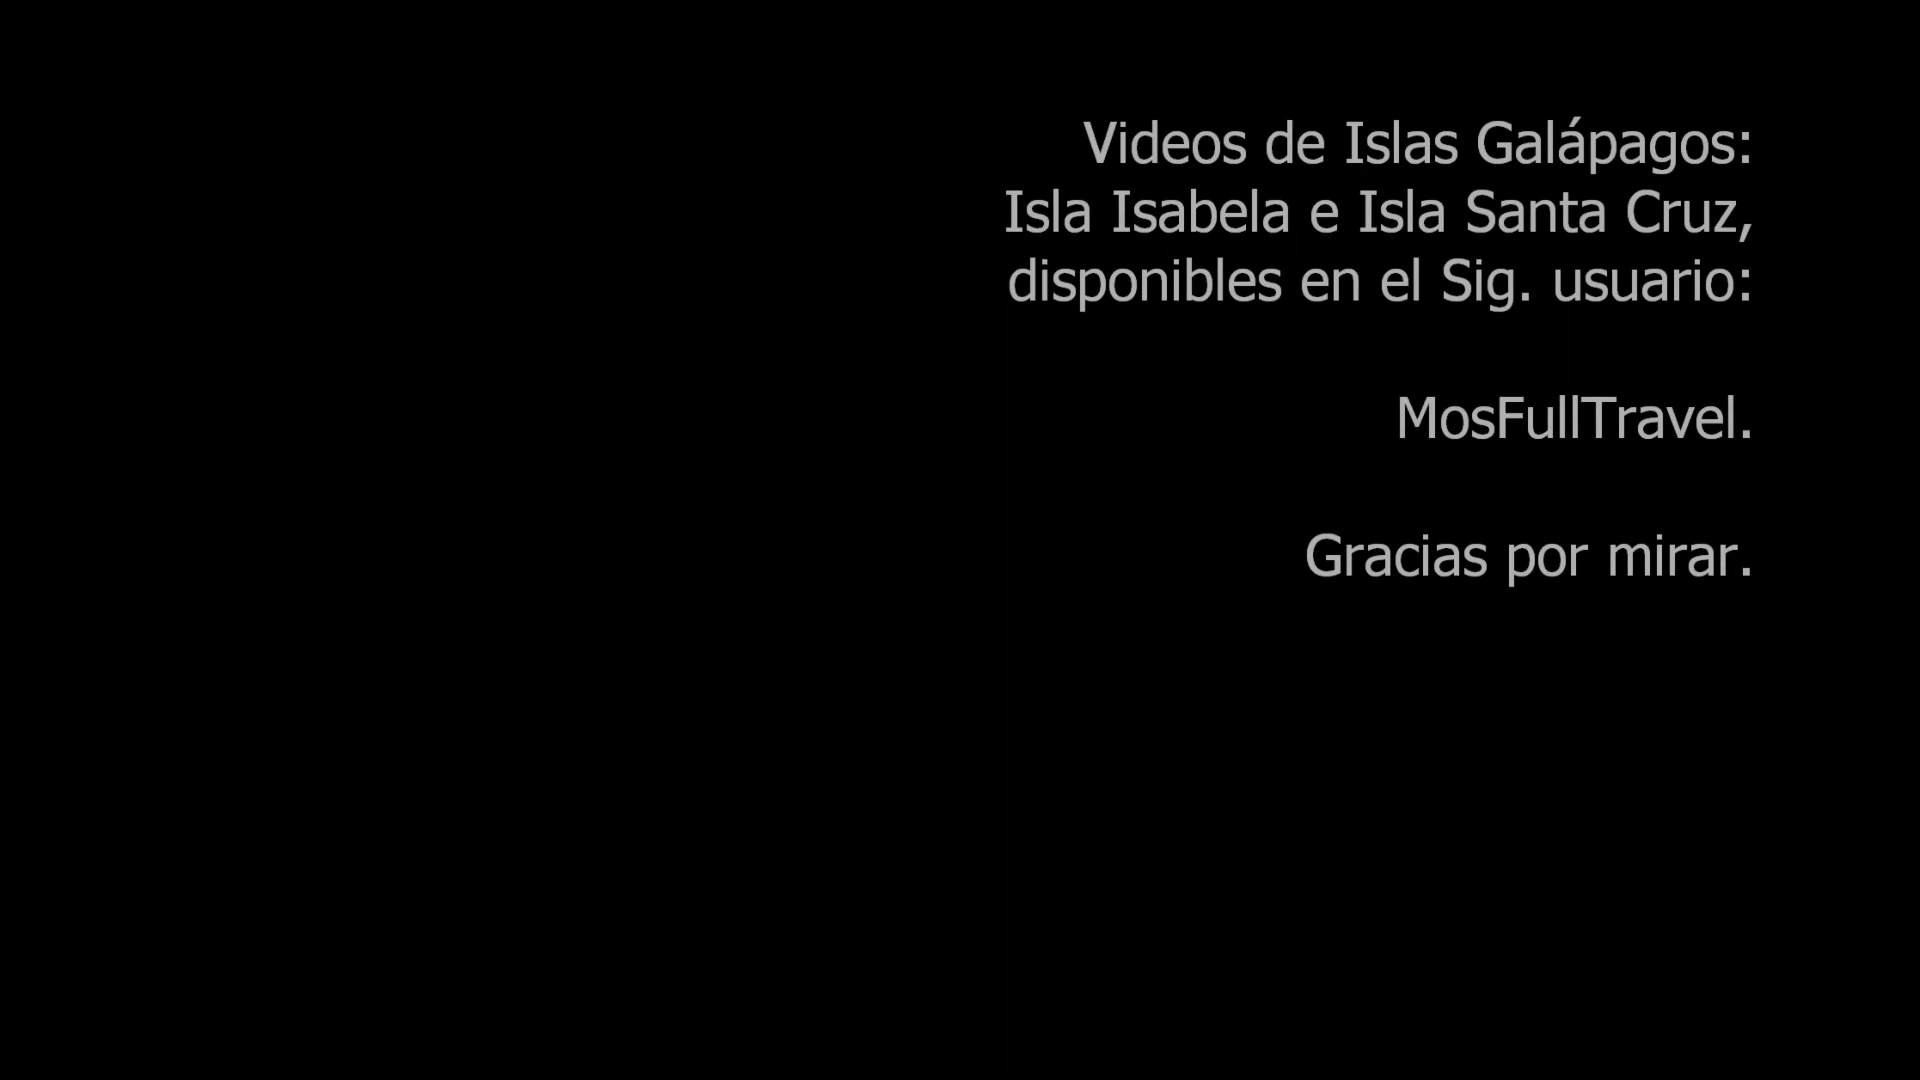 Videos de Islas Galápagos:
Isla Isabela e Isla Santa Cruz,
disponibles en el Sig. usuario:
MosFullTravel.
Gracias por mirar.